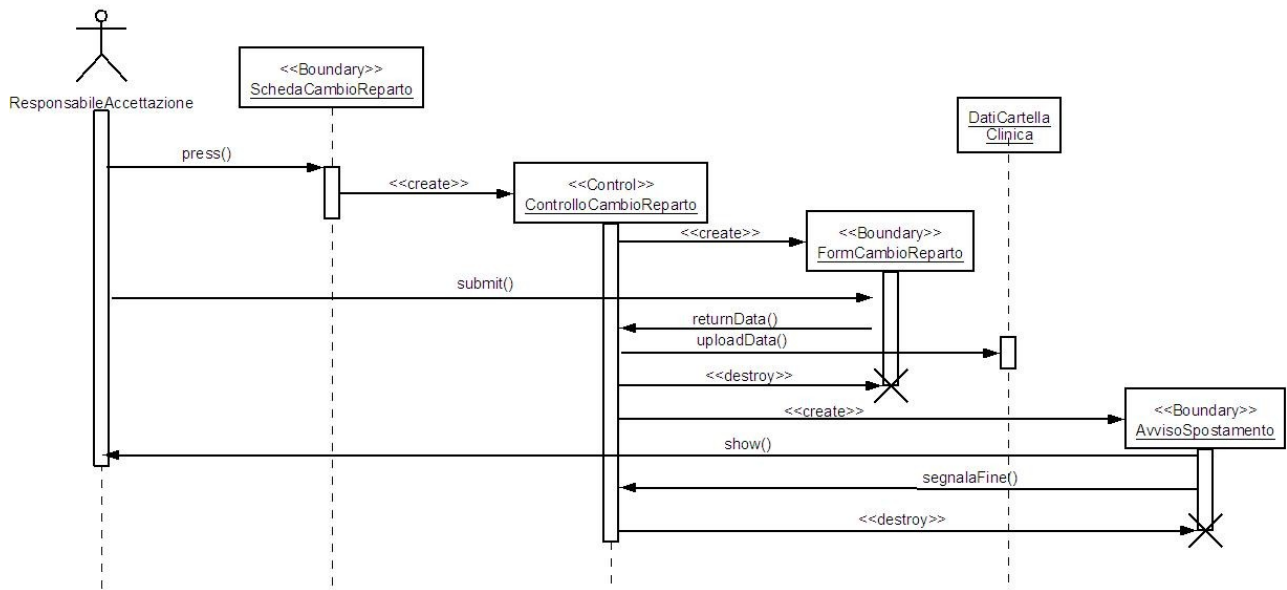 <<Boundary>>
SchedaCambioReparto
ResponsabileAccettazione
DatiCartella
Clinica
press()
<<create>>
<<Control>>
ControlloCambioReparto
<<create>>
<<Boundary>>
FormCambioReparto
submit()
returnData()
uploadData()
<<destroy>>
<<create>>
<<Boundary>>
AvvisoSpostamento
show()
segnalaFine()
<<destroy>>